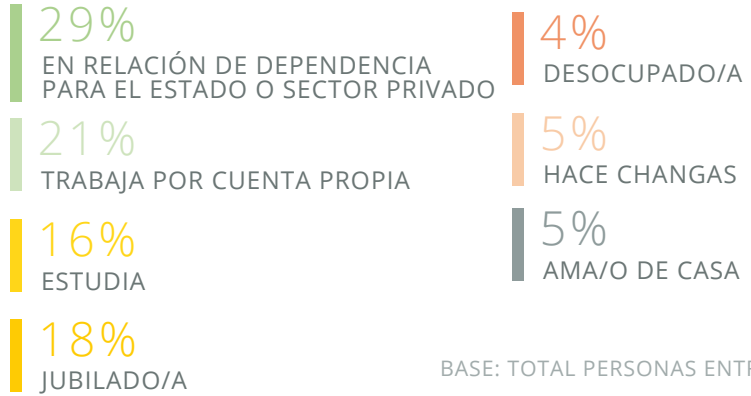 29%
EN RELACIÓN DE DEPENDENCIA
PARA EL ESTADO O SECTOR PRIVADO
21%
TRABAJA POR CUENTA PROPIA
16%
ESTUDIA
18%
JUBILADO/A
4%
DESOCUPADO/A
5%
HACE CHANGAS
5%
AMA/O DE CASA
BASE: TOTAL PERSONAS